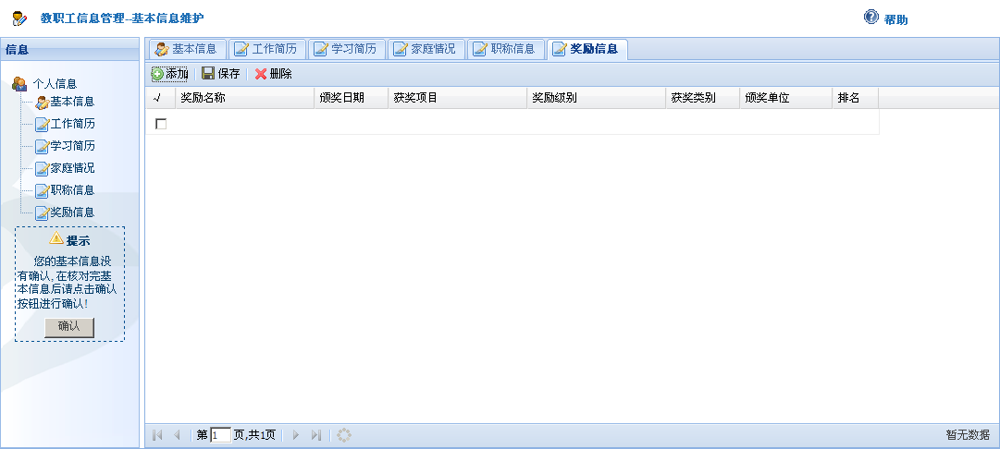 教职工信息管理--基本信息维护
帮助
信息
个人信息
基本信息
工作简历
学习简历
家庭情况
职称信息
奖励信息
提示
您的基本信息没
有确认,在核对完基
本信息后请点击确认
按钮进行确认!
确认
基本信息 工作简历 学习简历 家庭情况 职称信息 奖励信息
添加 保存 删除
√ 奖励名称 颁奖日期 获奖项目 奖励级别 获奖类别 颁奖单位 排名
第 1 页,共1页
暂无数据